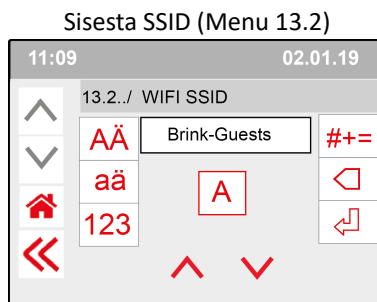 Sisesta SSID (Menu 13.2)
11:09 02.01.19
13.2../ WIFI SSID
AÄ Brink-Guests #+=
aä A
123